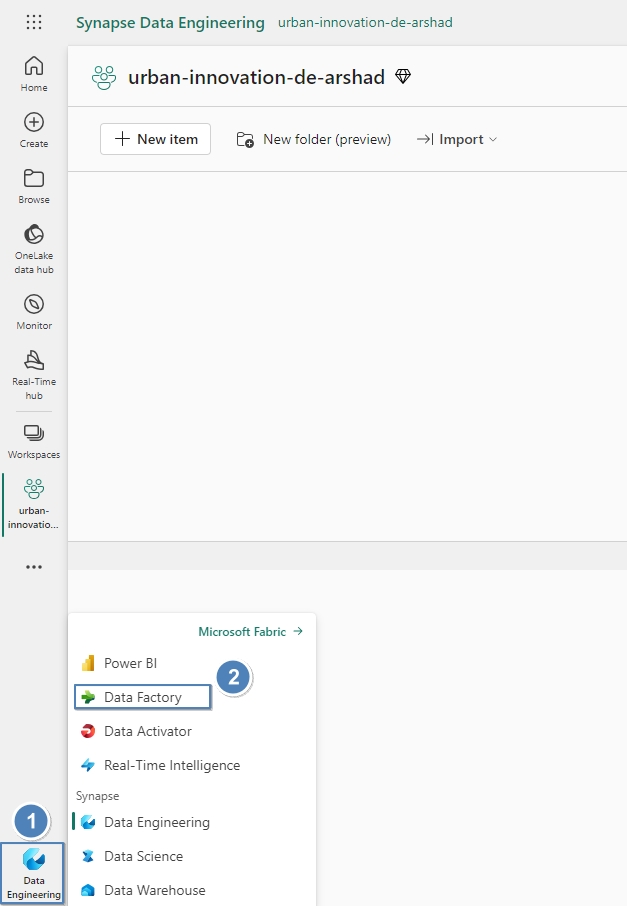 Synapse Data Engineering urban-innovation-de-arshad
Home
Create
Browse
OneLake
data hub
Monitor
Real-Time
hub
Workspaces
urban-
innovatio...
urban-innovation-de-arshad
New item New folder (preview) Import
Microsoft Fabric
Power BI
2
Data Factory
Data Activator
Real-Time Intelligence
Synapse
Data Engineering
Data Science
Data Warehouse
1
Data
Engineering